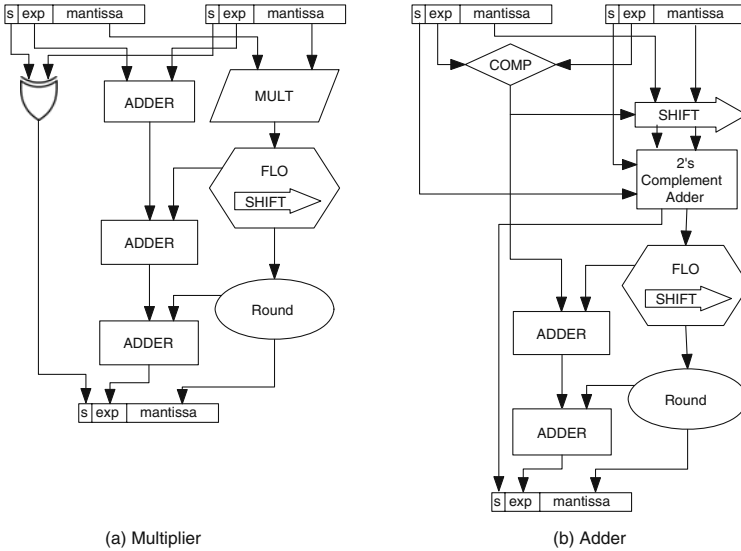 s exp mantissa
s exp mantissa
ADDER
MULT
FLO
SHIFT
ADDER
ADDER
Round
s exp mantissa
(a) Multiplier
s exp mantissa
s exp mantissa
COMP
SHIFT
2's
Complement
Adder
FLO
SHIFT
ADDER
Round
ADDER
s exp mantissa
(b) Adder